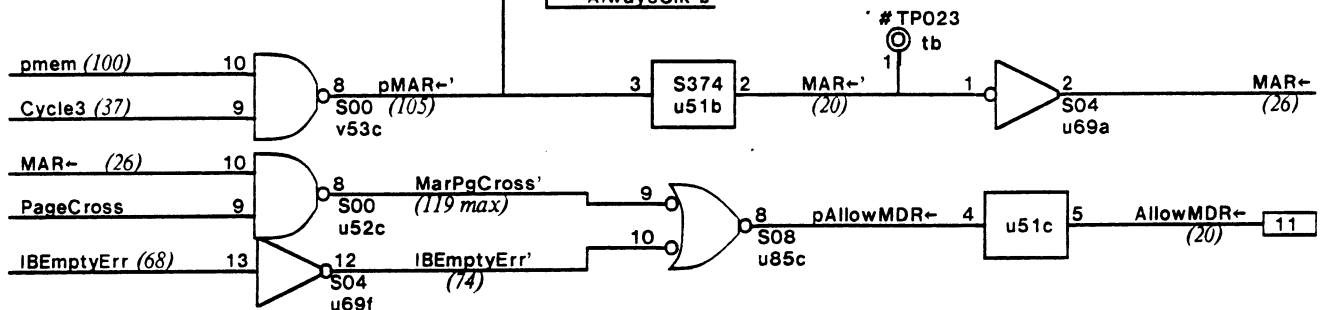 # TP023
tb
1
pmem (100)
10
8
pMAR←'
3
S374
2
MAR←'
1
2
MAR←
Cycle3 (37)
9
S00
(105)
u51b
(20)
S04
(26)
v53c
u69a
MAR← (26)
10
8
MarPgCross'
9
PageCross
9
S00
(119 max)
8
pAllowMDR←
4
u51c
5
AllowMDR←
11
u52c
10
S08
(20)
IBEmptyErr (68)
13
12
IBEmptyErr'
u85c
S04
(74)
u69f